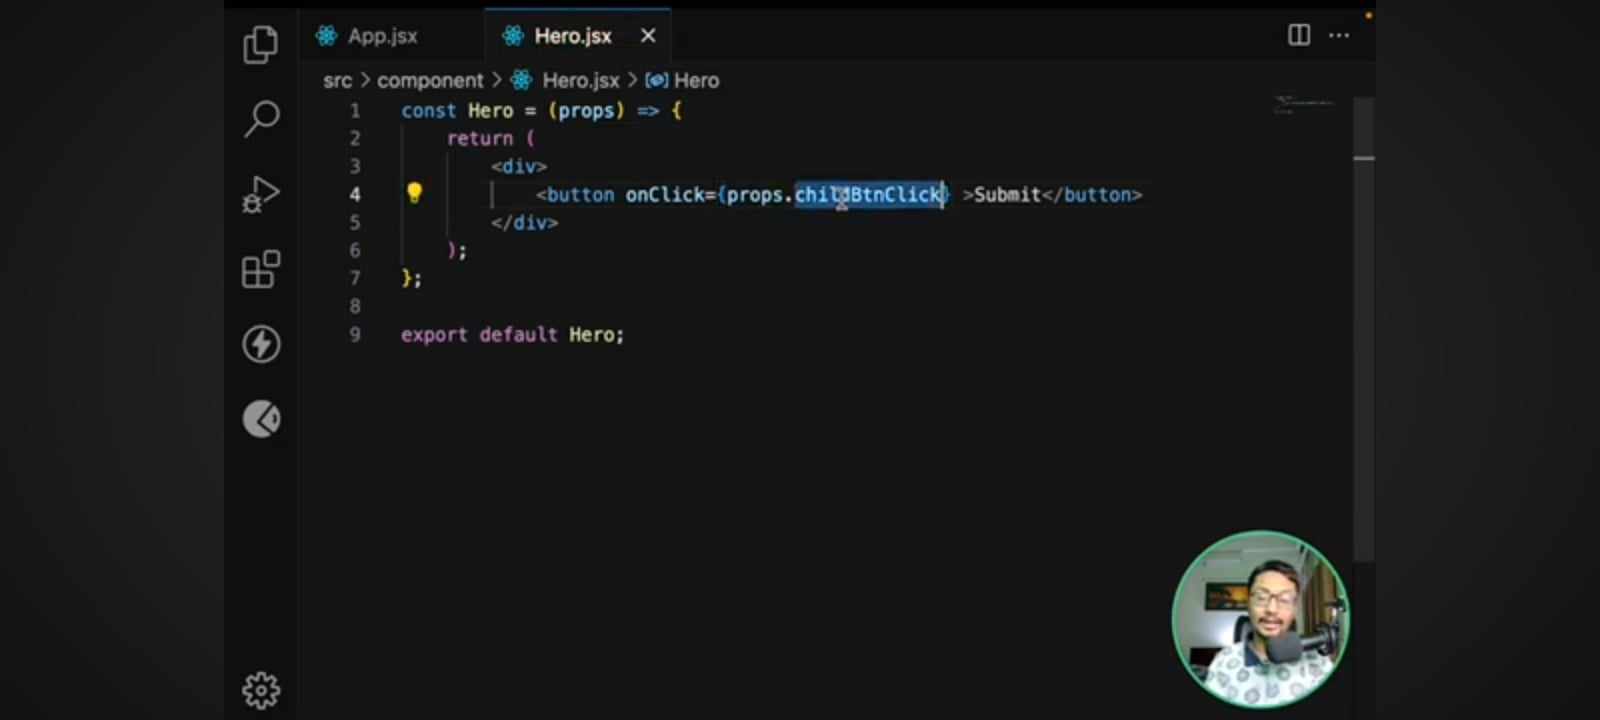 App.jsx Hero.jsx
src > component > Hero.jsx > Hero
1 const Hero = (props) => {
2 return (
3 <div>
4 <button onClick={props.childBtnClick} >Submit</button>
5 </div>
6 );
7 };
8
9 export default Hero;